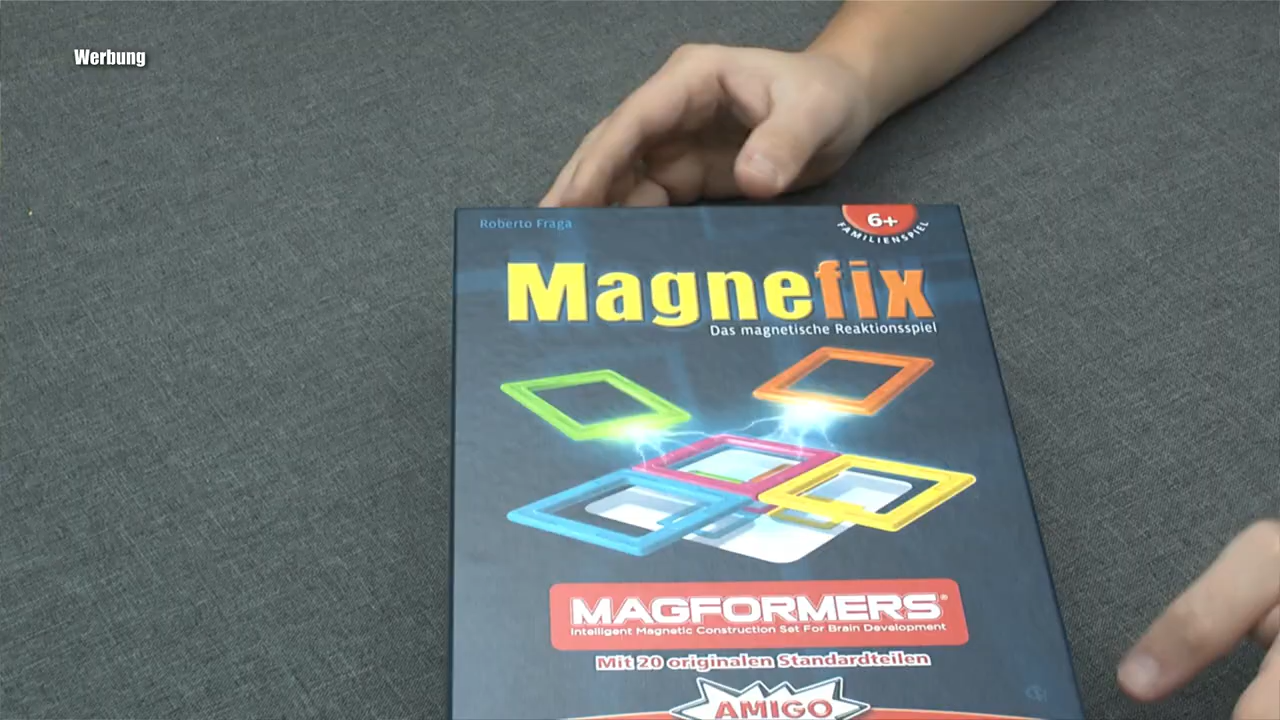 Werbung
Roberto Fraga
6+
FAMILIENSPIEL
Magnefix
Das magnetische Reaktionsspiel
MAGFORMERS®
Intelligent Magnetic Construction Set For Brain Development
Mit 20 originalen Standardteilen
AMIGO